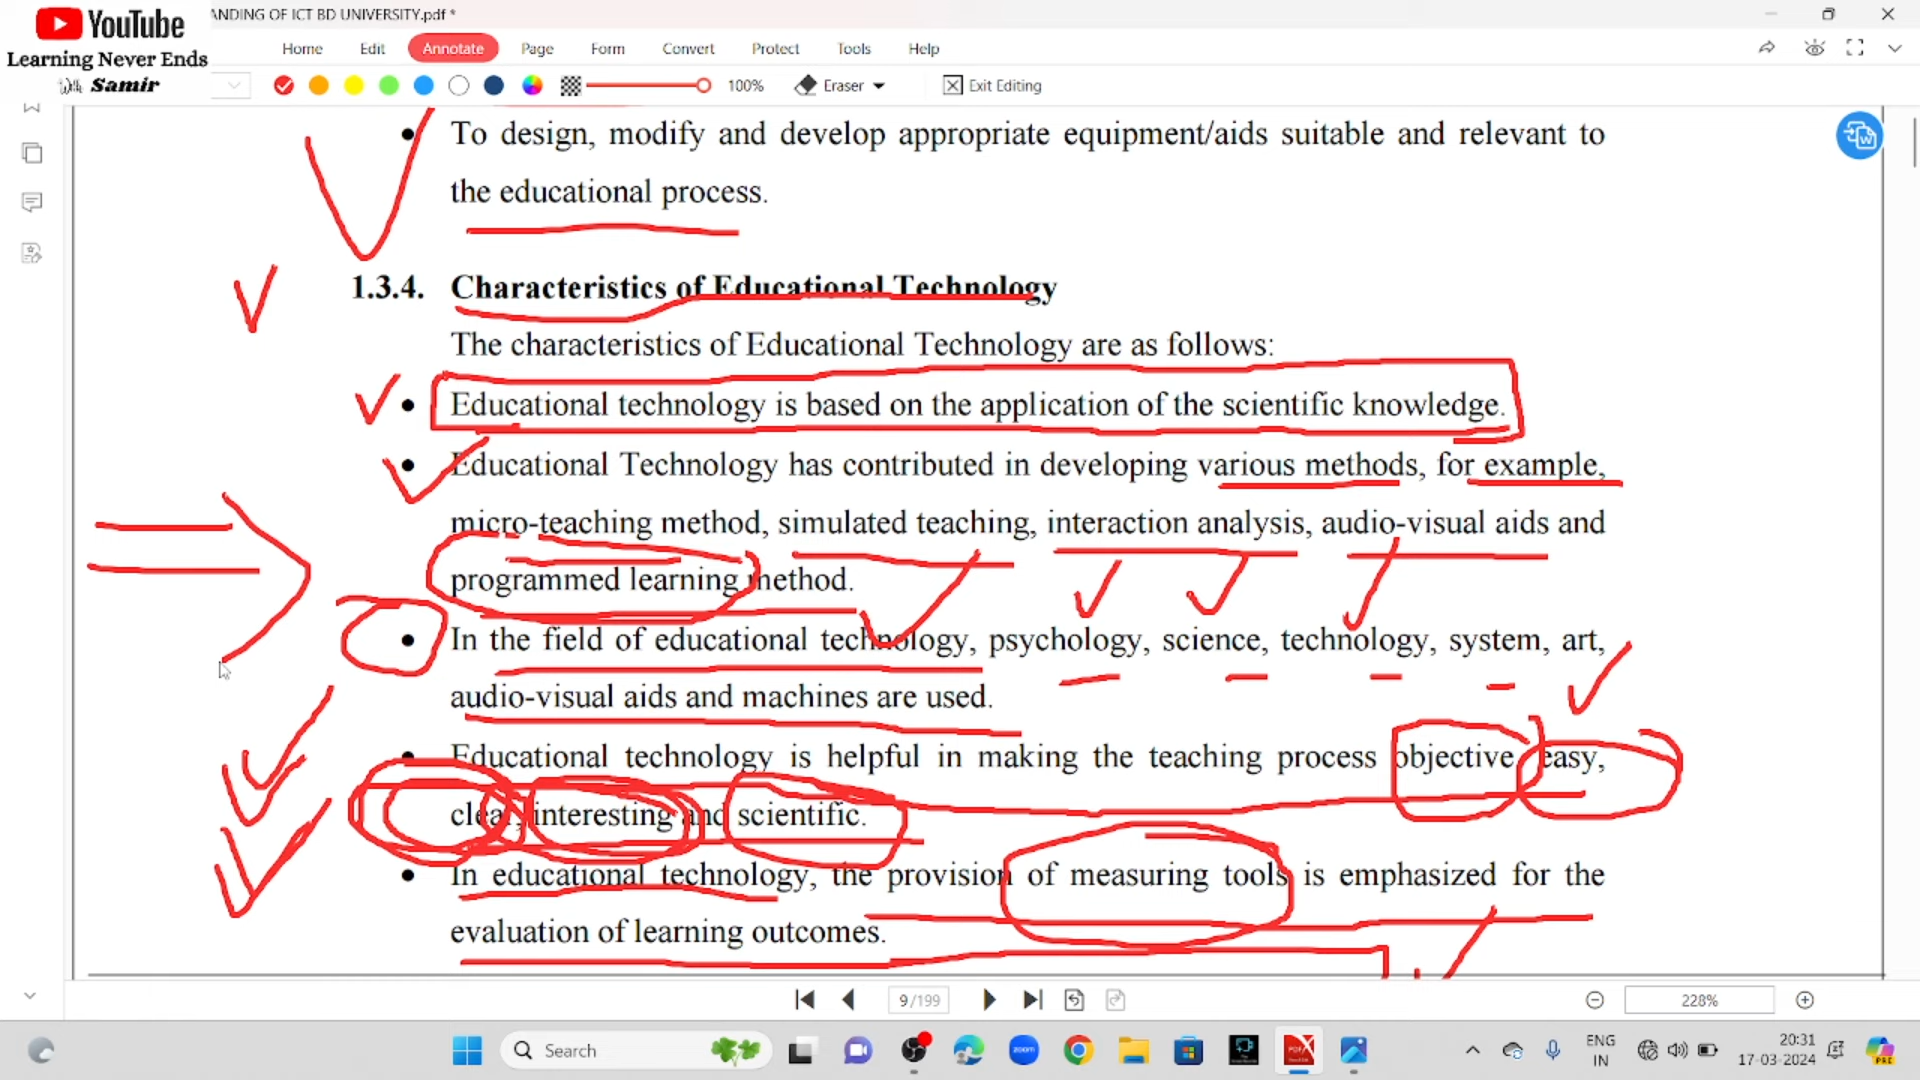 YouTube
Learning Never Ends
With Samir
ANDING OF ICT BD UNIVERSITY.pdf *
Home Edit Annotate Page Form Convert Protect Tools Help
100% Eraser Exit Editing
• To design, modify and develop appropriate equipment/aids suitable and relevant to
the educational process.
1.3.4. Characteristics of Educational Technology
The characteristics of Educational Technology are as follows:
• Educational technology is based on the application of the scientific knowledge.
• Educational Technology has contributed in developing various methods, for example,
micro-teaching method, simulated teaching, interaction analysis, audio-visual aids and
programmed learning method.
• In the field of educational technology, psychology, science, technology, system, art,
audio-visual aids and machines are used.
• Educational technology is helpful in making the teaching process objective, easy,
clear, interesting and scientific.
• In educational technology, the provision of measuring tools is emphasized for the
evaluation of learning outcomes.
9/199 228%
Search zoom ENG 20:31
IN 17-03-2024